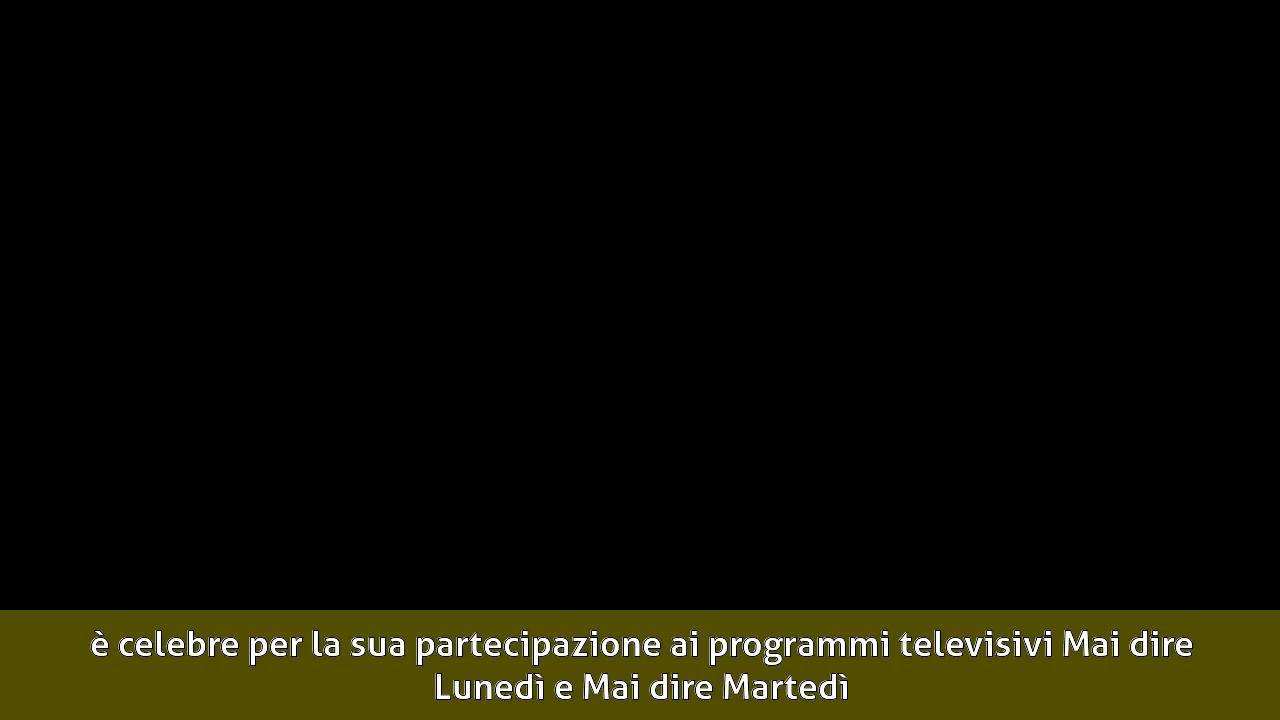 è celebre per la sua partecipazione ai programmi televisivi Mai dire
Lunedì e Mai dire Martedì